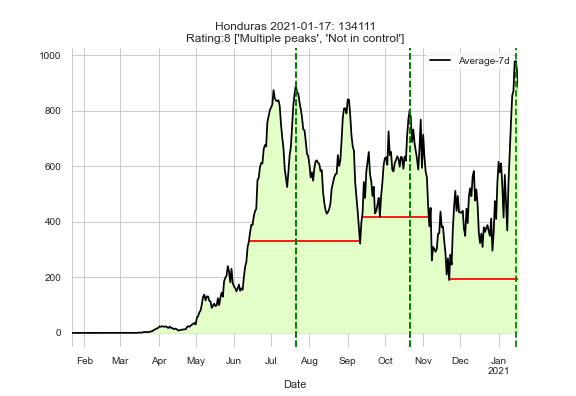 Honduras 2021-01-17: 134111
Rating:8 ['Multiple peaks', 'Not in control']
Average-7d
1000
800
600
400
200
0
Feb Mar Apr May Jun Jul Aug Sep Oct Nov Dec Jan
2021
Date